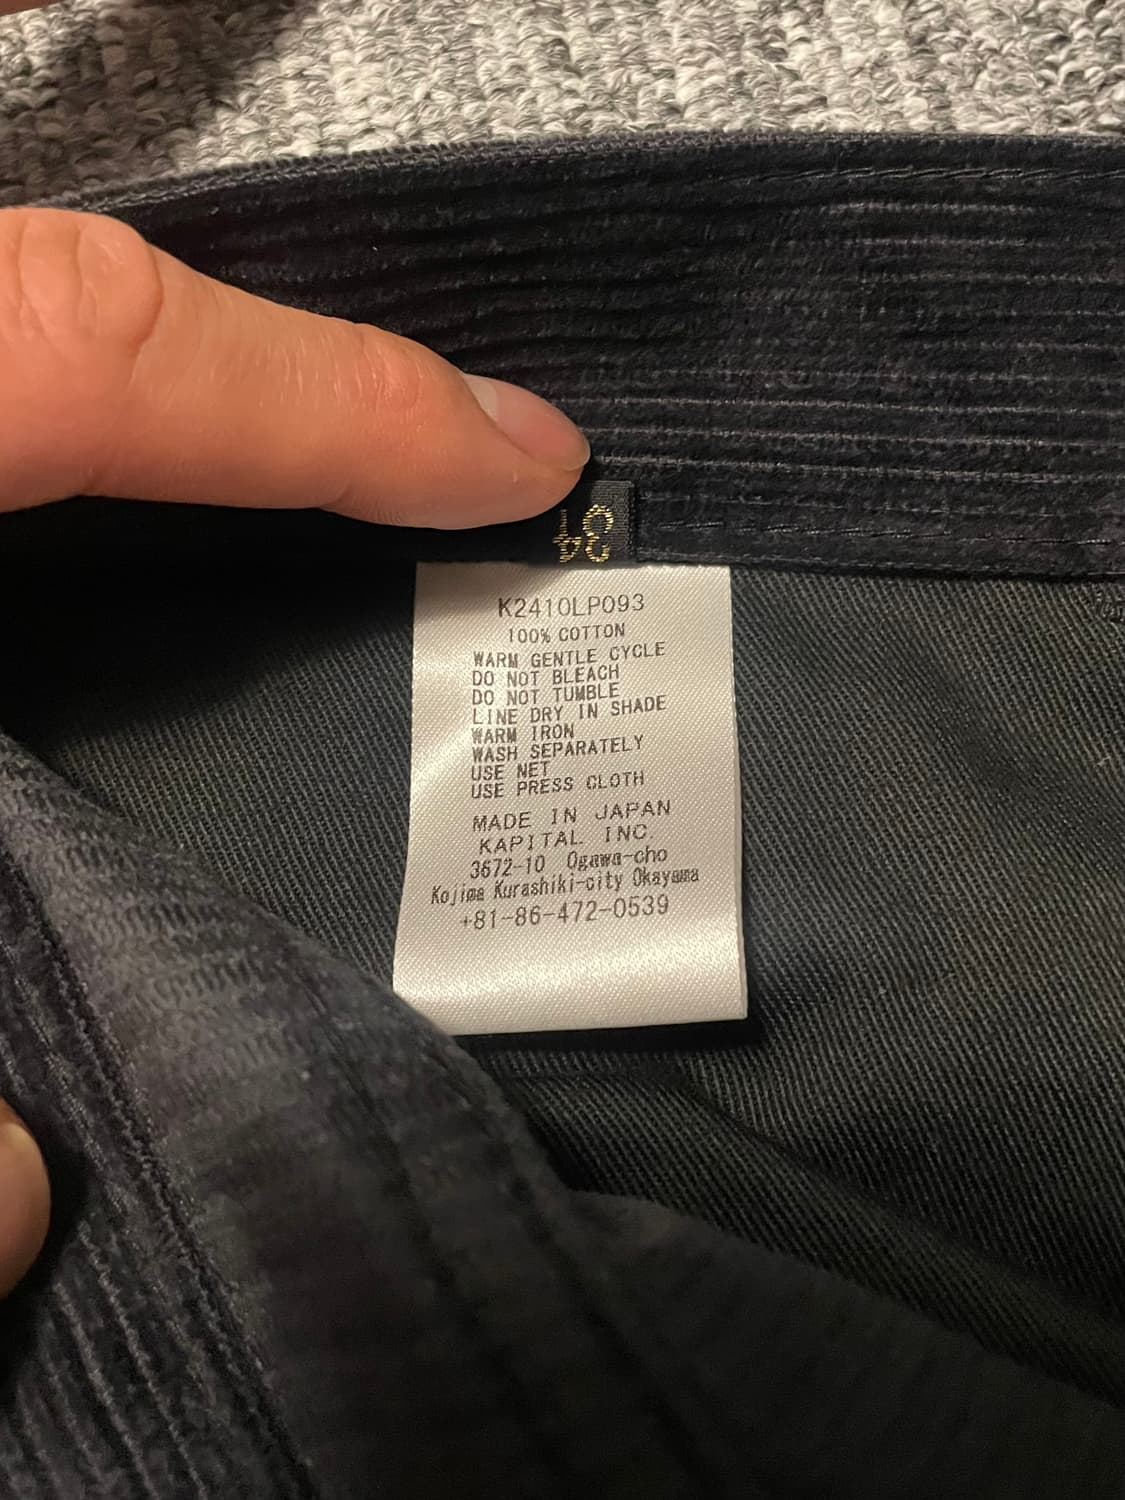 34
K2410LP093
100% COTTON
WARM GENTLE CYCLE
DO NOT BLEACH
DO NOT TUMBLE
LINE DRY IN SHADE
WARM IRON
WASH SEPARATELY
USE NET
USE PRESS CLOTH
MADE IN JAPAN
KAPITAL INC.
3672-10 Ogawa-cho
Kojima Kurashiki-city Okayama
+81-86-472-0539